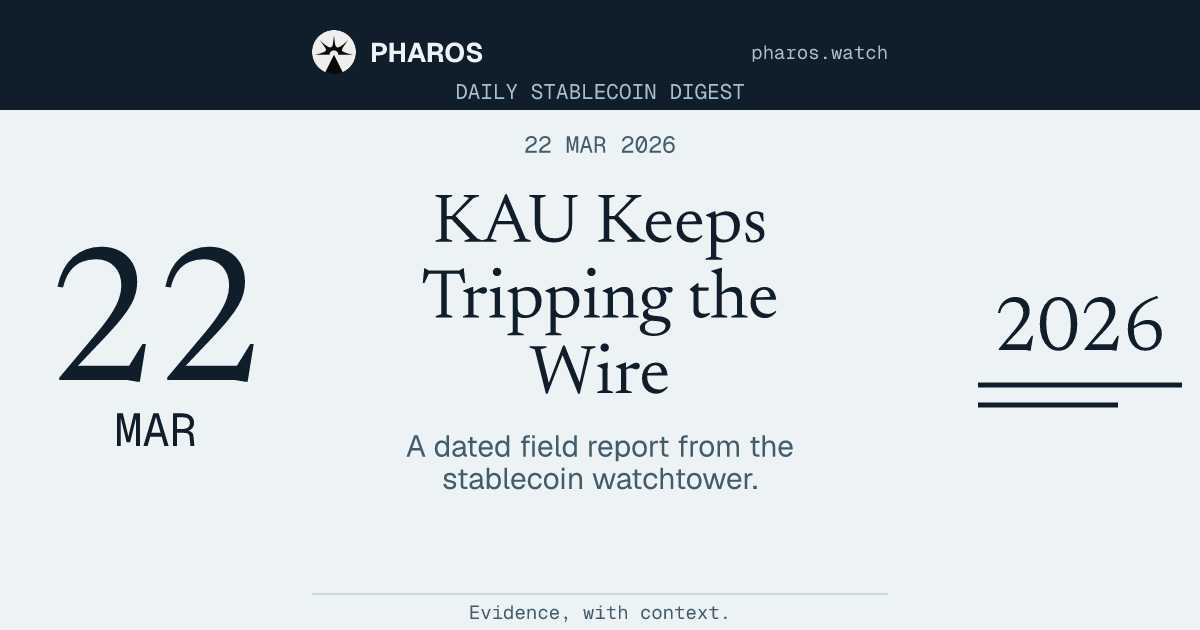 PHAROS
pharos.watch
DAILY STABLECOIN DIGEST
22 MAR 2026
KAU Keeps
Tripping the
Wire
A dated field report from the
stablecoin watchtower.
22
MAR
2026
Evidence, with context.